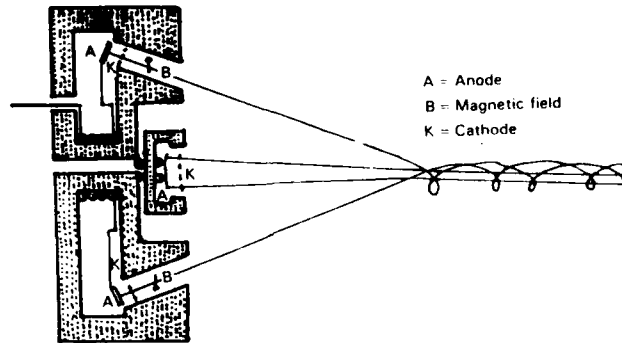 A
K
B
A = Anode
B = Magnetic field
K = Cathode
K
A
K
B
A